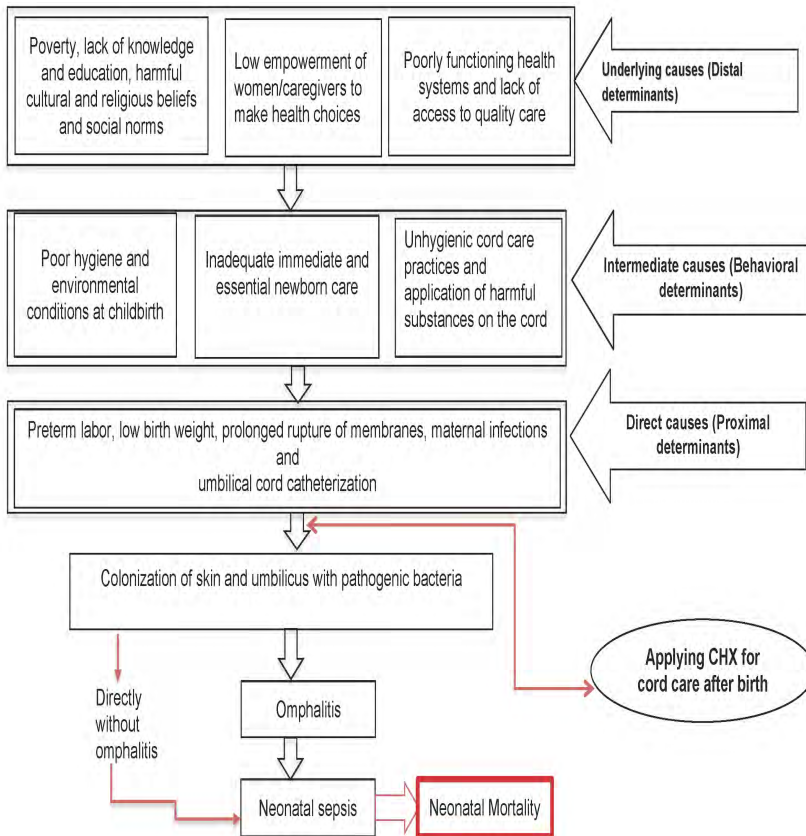 Poverty, lack of knowledge
and education, harmful
cultural and religious beliefs
and social norms
Low empowerment of
women/caregivers to
make health choices
Poorly functioning health
systems and lack of
access to quality care
Underlying causes (Distal
determinants)
Poor hygiene and
environmental
conditions at childbirth
Inadequate immediate and
essential newborn care
Unhygienic cord care
practices and
application of harmful
substances on the cord
Intermediate causes (Behavioral
determinants)
Preterm labor, low birth weight, prolonged rupture of membranes, maternal infections
and
umbilical cord catheterization
Direct causes (Proximal
determinants)
Colonization of skin and umbilicus with pathogenic bacteria
Applying CHX for
cord care after birth
Directly
without
omphalitis
Omphalitis
Neonatal sepsis
Neonatal Mortality